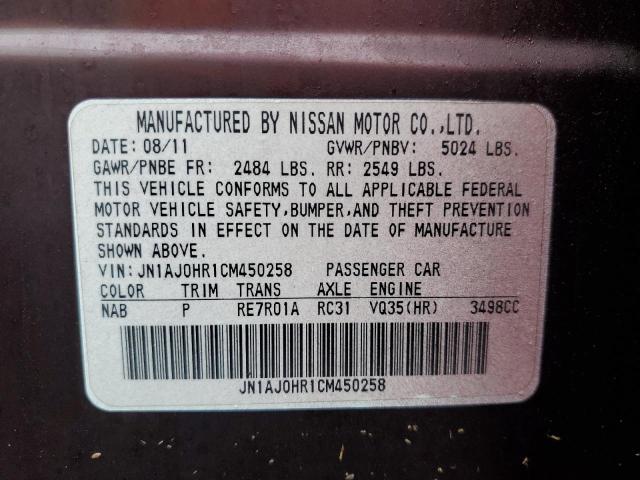 MANUFACTURED BY NISSAN MOTOR CO.,LTD.
DATE: 08/11 GVWR/PNBV: 5024 LBS.
GAWR/PNBE FR: 2484 LBS. RR: 2549 LBS.
THIS VEHICLE CONFORMS TO ALL APPLICABLE FEDERAL
MOTOR VEHICLE SAFETY,BUMPER,AND THEFT PREVENTION
STANDARDS IN EFFECT ON THE DATE OF MANUFACTURE
SHOWN ABOVE.
VIN: JN1AJ0HR1CM450258 PASSENGER CAR
COLOR TRIM TRANS AXLE ENGINE
NAB P RE7R01A RC31 VQ35(HR) 3498CC
JN1AJ0HR1CM450258